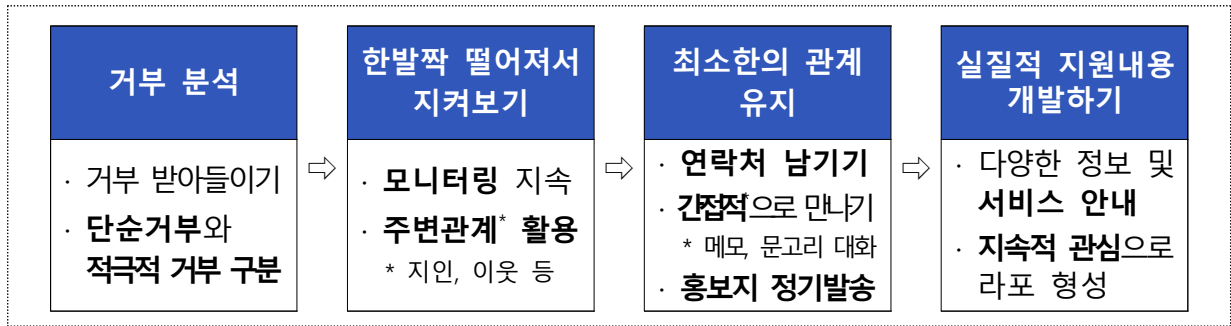 거부 분석
· 거부 받아들이기
· 단순거부와
적극적 거부 구분
⇨
한발짝 떨어져서
지켜보기
· 모니터링 지속
· 주변관계* 활용
* 지인, 이웃 등
⇨
최소한의 관계
유지
· 연락처 남기기
· 간접적*으로 만나기
* 메모, 문고리 대화
· 홍보지 정기발송
⇨
실질적 지원내용
개발하기
· 다양한 정보 및
서비스 안내
· 지속적 관심으로
라포 형성